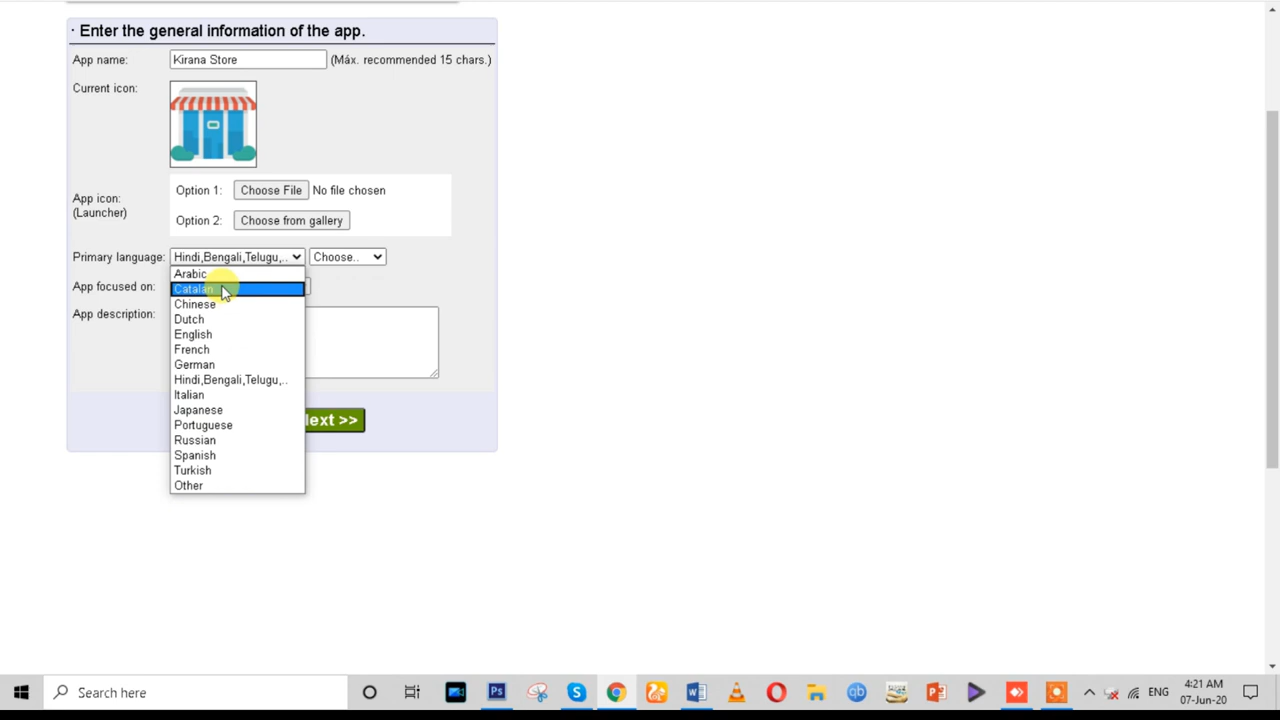 · Enter the general information of the app.
App name: Kirana Store (Máx. recommended 15 chars.)
Current icon:
App icon: (Launcher)
Option 1: Choose File No file chosen
Option 2: Choose from gallery
Primary language: Hindi,Bengali,Telugu,.. Choose..
Arabic
App focused on:
Catalan
Chinese
App description:
Dutch
English
French
German
Hindi,Bengali,Telugu,..
Italian
Japanese
Portuguese
Russian
Spanish
Turkish
Other
Next >>
Search here
ENG
4:21 AM
07-Jun-20